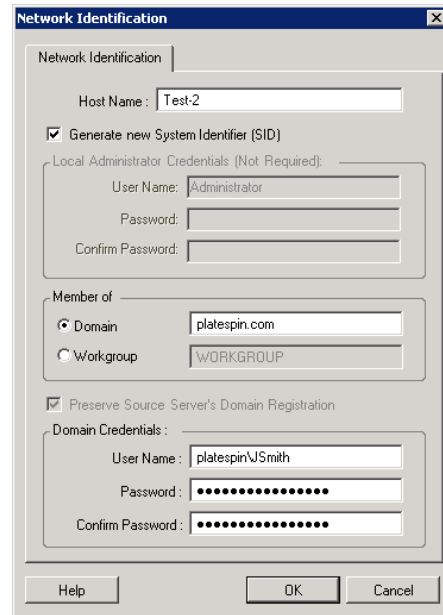 Network Identification
Network Identification
Host Name : Test-2
Generate new System Identifier (SID)
Local Administrator Credentials (Not Required):
User Name: Administrator
Password:
Confirm Password:
Member of
Domain platespin.com
Workgroup WORKGROUP
Preserve Source Server's Domain Registration
Domain Credentials :
User Name : platespin\JSmith
Password : ●●●●●●●●●●●●●●●●
Confirm Password : ●●●●●●●●●●●●●●●●
Help OK Cancel